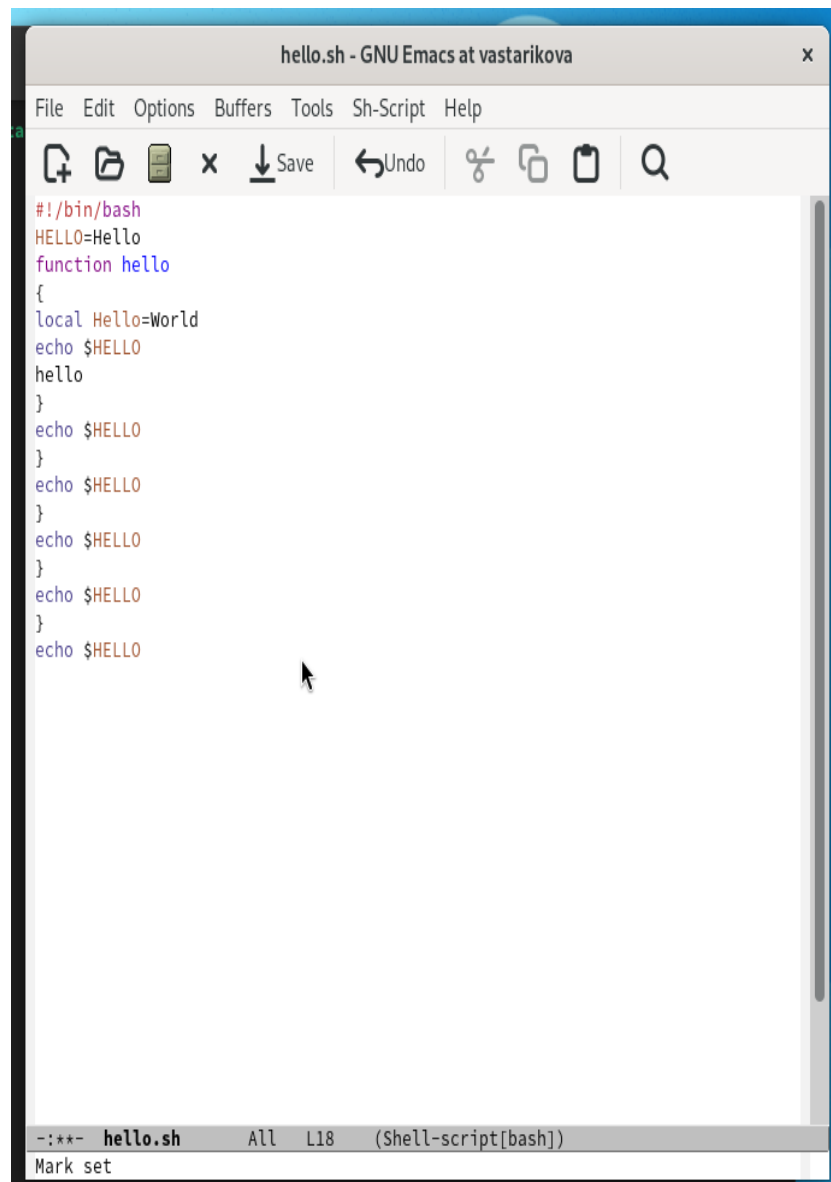 hello.sh - GNU Emacs at vastarikova
File Edit Options Buffers Tools Sh-Script Help
Save Undo
#!/bin/bash
HELLO=Hello
function hello
{
local Hello=World
echo $HELLO
hello
}
echo $HELLO
}
echo $HELLO
}
echo $HELLO
}
echo $HELLO
}
echo $HELLO
-:**- hello.sh All L18 (Shell-script[bash])
Mark set